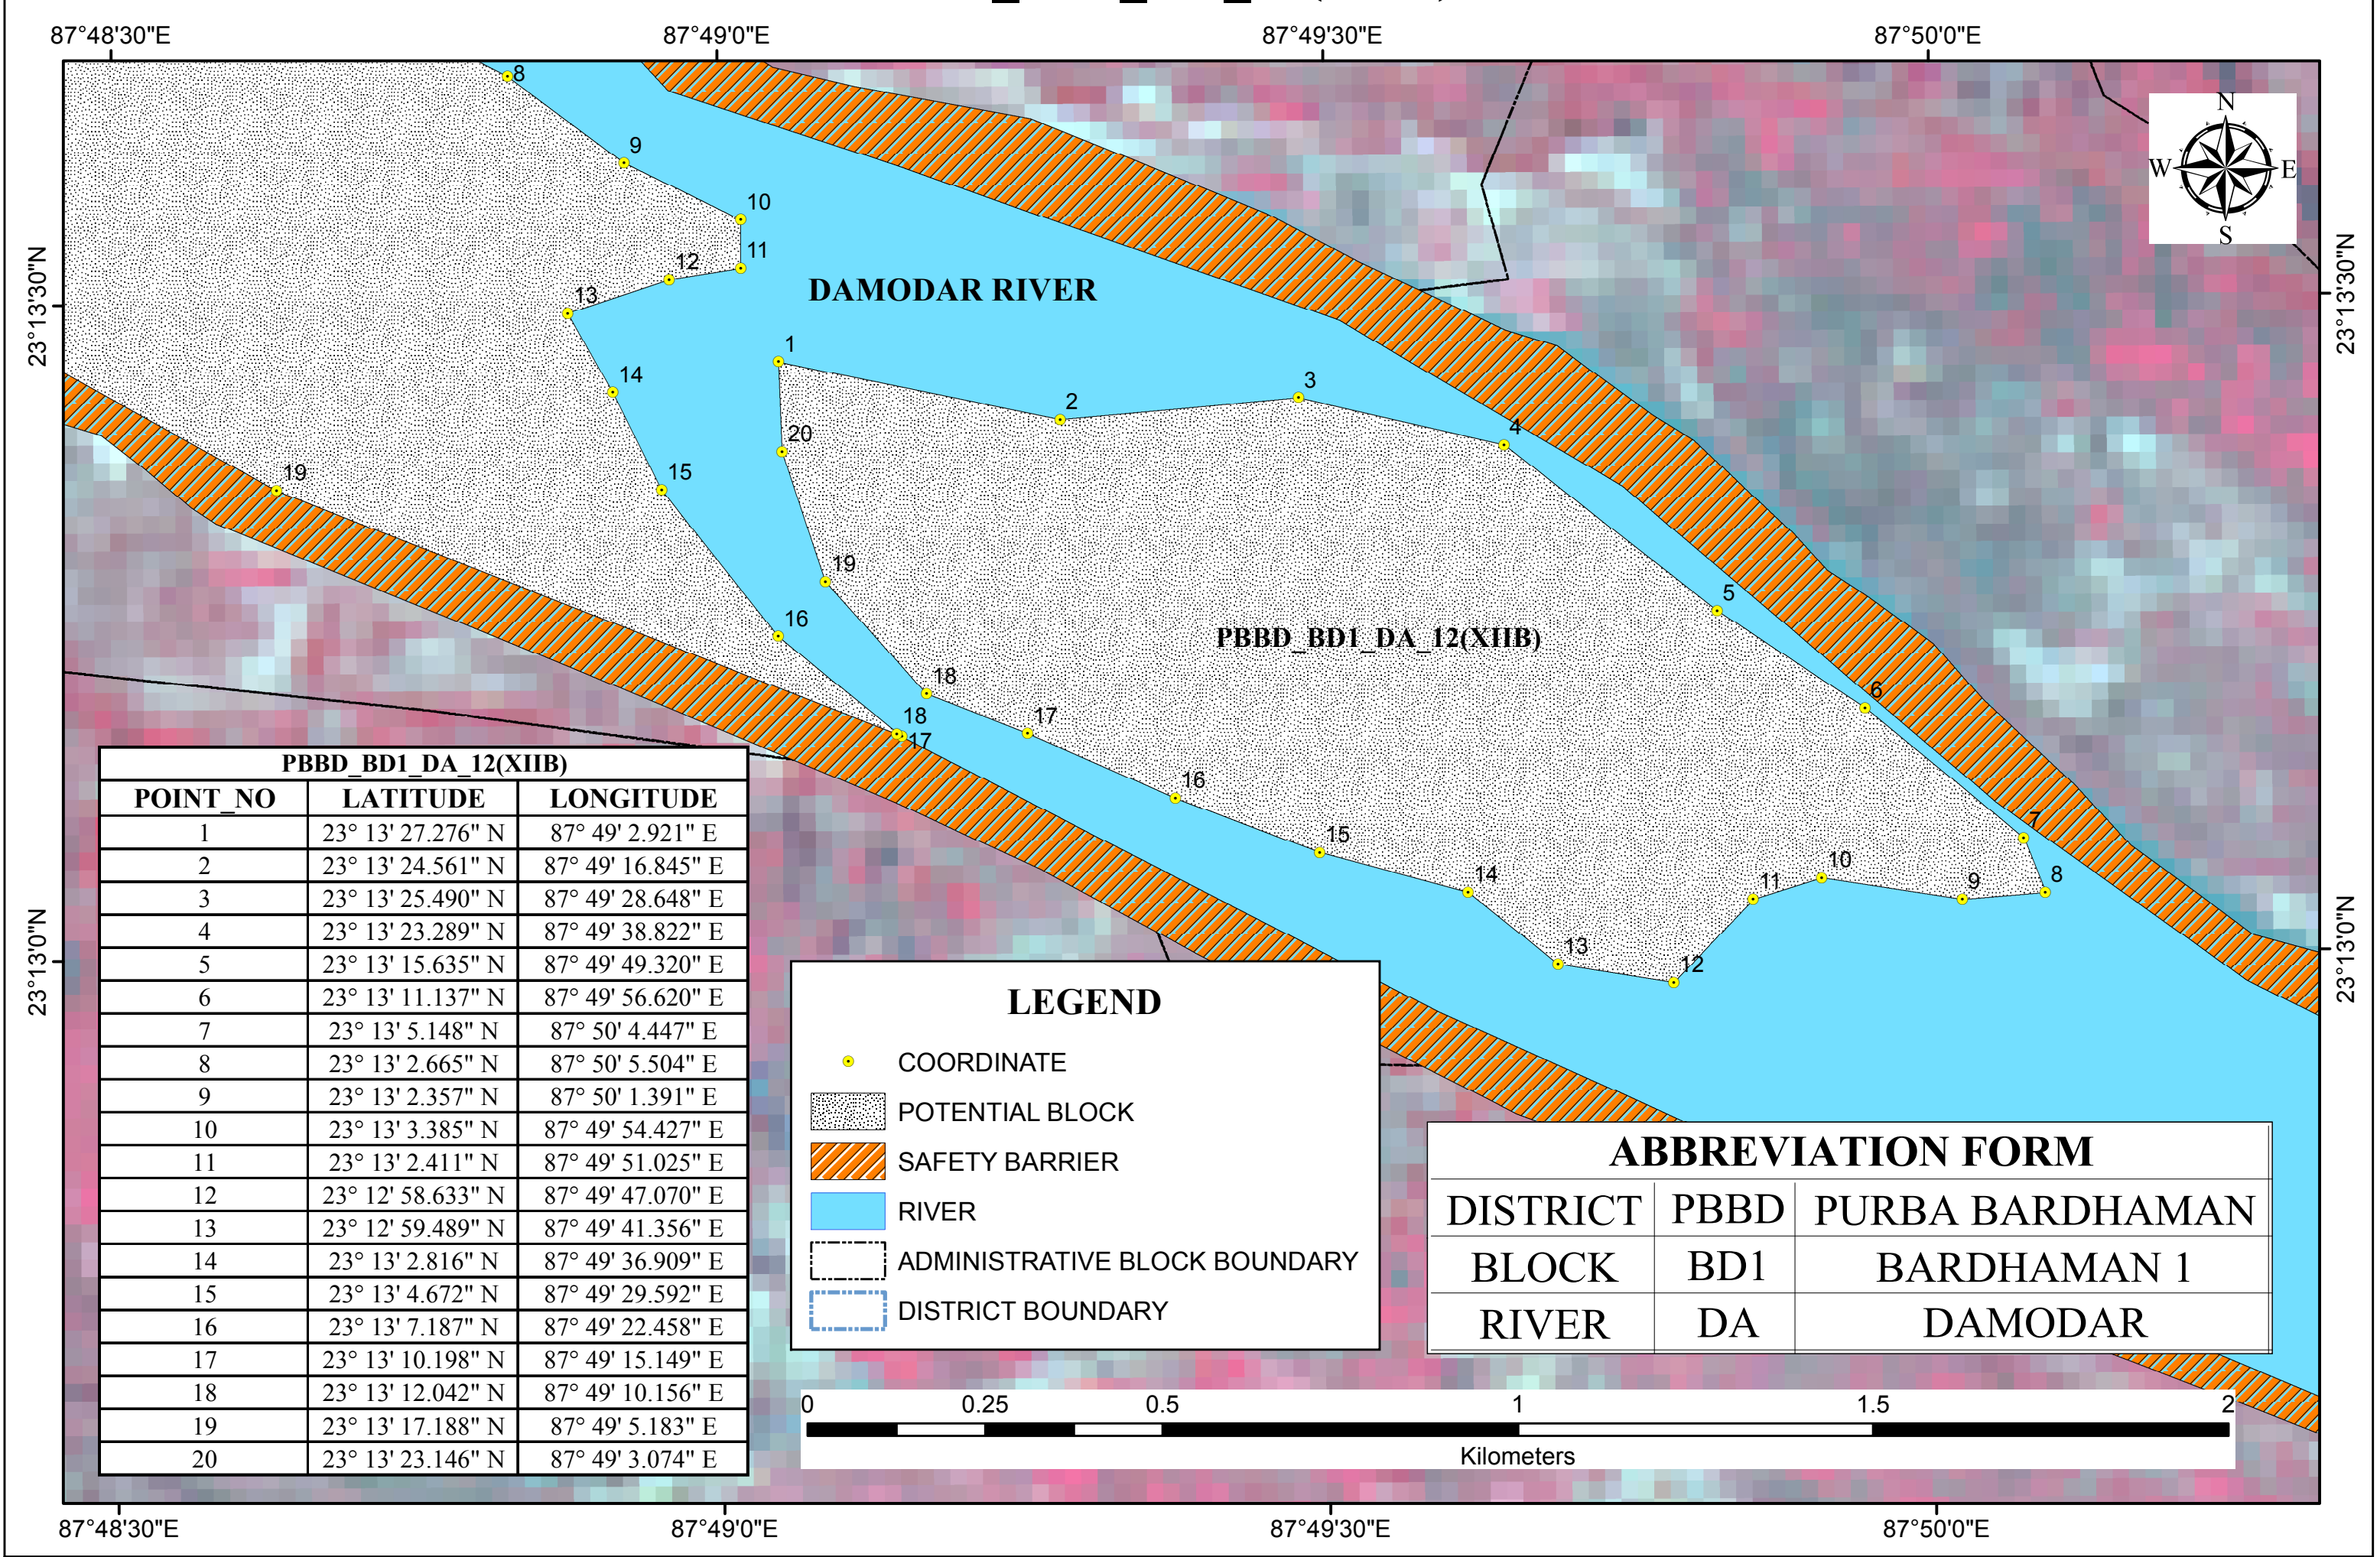 87°48'30"E 87°49'0"E 87°49'30"E 87°50'0"E
N
W E
S
23°13'30"N 23°13'30"N
23°13'0"N 23°13'0"N
8
9
10
11
12
13
14
15
16
18
17
19
DAMODAR RIVER
1
2
3
4
5
6
7
8
9
10
11
12
13
14
15
16
17
18
19
20
PBBD_BD1_DA_12(XIIB)
PBBD_BD1_DA_12(XIIB)
POINT_NO LATITUDE LONGITUDE
1 23° 13' 27.276" N 87° 49' 2.921" E
2 23° 13' 24.561" N 87° 49' 16.845" E
3 23° 13' 25.490" N 87° 49' 28.648" E
4 23° 13' 23.289" N 87° 49' 38.822" E
5 23° 13' 15.635" N 87° 49' 49.320" E
6 23° 13' 11.137" N 87° 49' 56.620" E
7 23° 13' 5.148" N 87° 50' 4.447" E
8 23° 13' 2.665" N 87° 50' 5.504" E
9 23° 13' 2.357" N 87° 50' 1.391" E
10 23° 13' 3.385" N 87° 49' 54.427" E
11 23° 13' 2.411" N 87° 49' 51.025" E
12 23° 12' 58.633" N 87° 49' 47.070" E
13 23° 12' 59.489" N 87° 49' 41.356" E
14 23° 13' 2.816" N 87° 49' 36.909" E
15 23° 13' 4.672" N 87° 49' 29.592" E
16 23° 13' 7.187" N 87° 49' 22.458" E
17 23° 13' 10.198" N 87° 49' 15.149" E
18 23° 13' 12.042" N 87° 49' 10.156" E
19 23° 13' 17.188" N 87° 49' 5.183" E
20 23° 13' 23.146" N 87° 49' 3.074" E
LEGEND
COORDINATE
POTENTIAL BLOCK
SAFETY BARRIER
RIVER
ADMINISTRATIVE BLOCK BOUNDARY
DISTRICT BOUNDARY
ABBREVIATION FORM
DISTRICT PBBD PURBA BARDHAMAN
BLOCK BD1 BARDHAMAN 1
RIVER DA DAMODAR
0 0.25 0.5 1 1.5 2
Kilometers
87°48'30"E 87°49'0"E 87°49'30"E 87°50'0"E